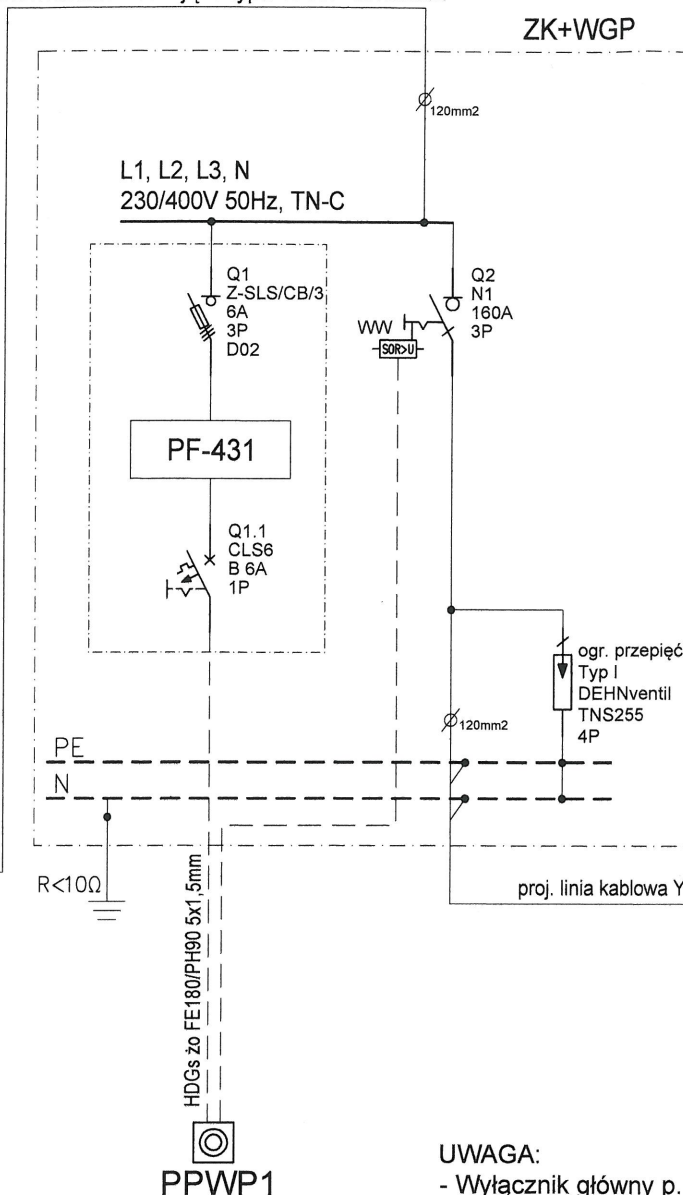 ZK+WGP
120mm2
L1, L2, L3, N
230/400V 50Hz, TN-C
Q1
Z-SLS/CB/3
6A
3P
D02
Q2
N1
160A
3P
WW
SOR>U
PF-431
Q1.1
CLS6
B 6A
1P
ogr. przepięć
Typ I
DEHNventil
TNS255
4P
120mm2
PE
N
R<10Ω
proj. linia kablowa Y
HDGs żo FE180/PH90 5x1,5mm
PPWP1
UWAGA:
- Wyłącznik główny p.